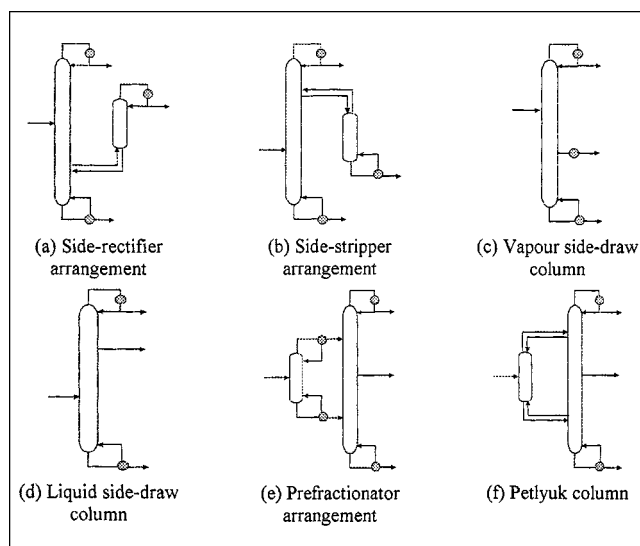 (a) Side-rectifier
arrangement
(b) Side-stripper
arrangement
(c) Vapour side-draw
column
(d) Liquid side-draw
column
(e) Prefractionator
arrangement
(f) Petlyuk column